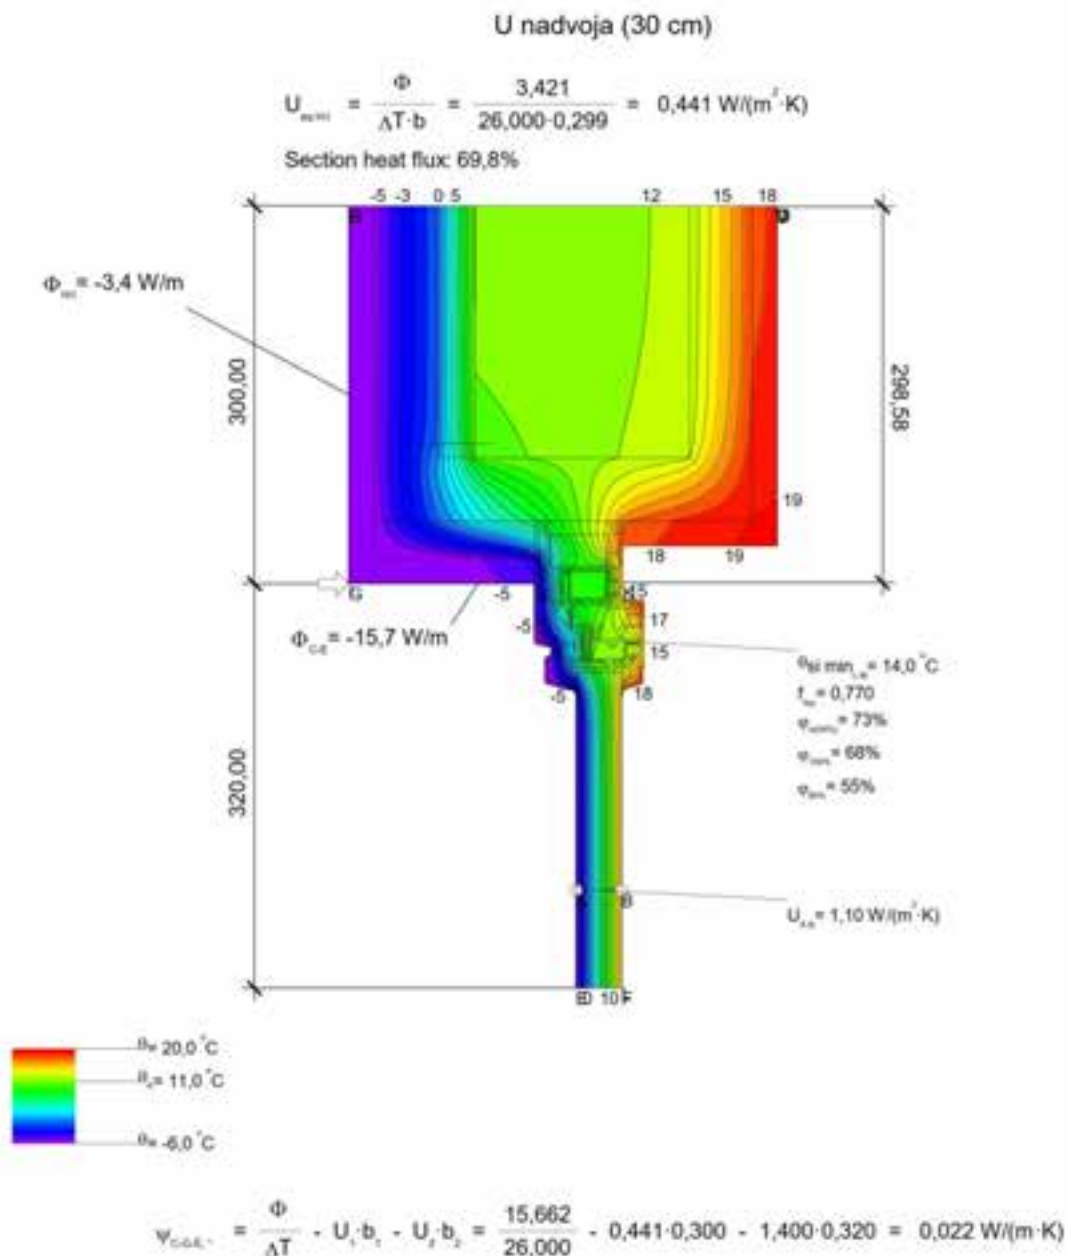 U nadvoja (30 cm)
U = Φ / ΔT·b = 3,421 / 26,000·0,299 = 0,441 W/(m²·K)
Section heat flux: 69,8%
-5 -3 0 5 12 15 18
Φ = -3,4 W/m
300,00
298,58
19
18 19
G
-5
15
Φ C-E = -15,7 W/m
-5
17
15
-5
18
θsi min = 14,0 °C
f = 0,770
φ = 73%
φ = 68%
φ = 55%
320,00
B
U = 1,10 W/(m²·K)
10 F
θ= 20,0 °C
θ = 11,0 °C
θ= -6,0 °C
ψ = Φ / ΔT - U₁·b₁ - U₂·b₂ = 15,662 / 26,000 - 0,441·0,300 - 1,400·0,320 = 0,022 W/(m·K)